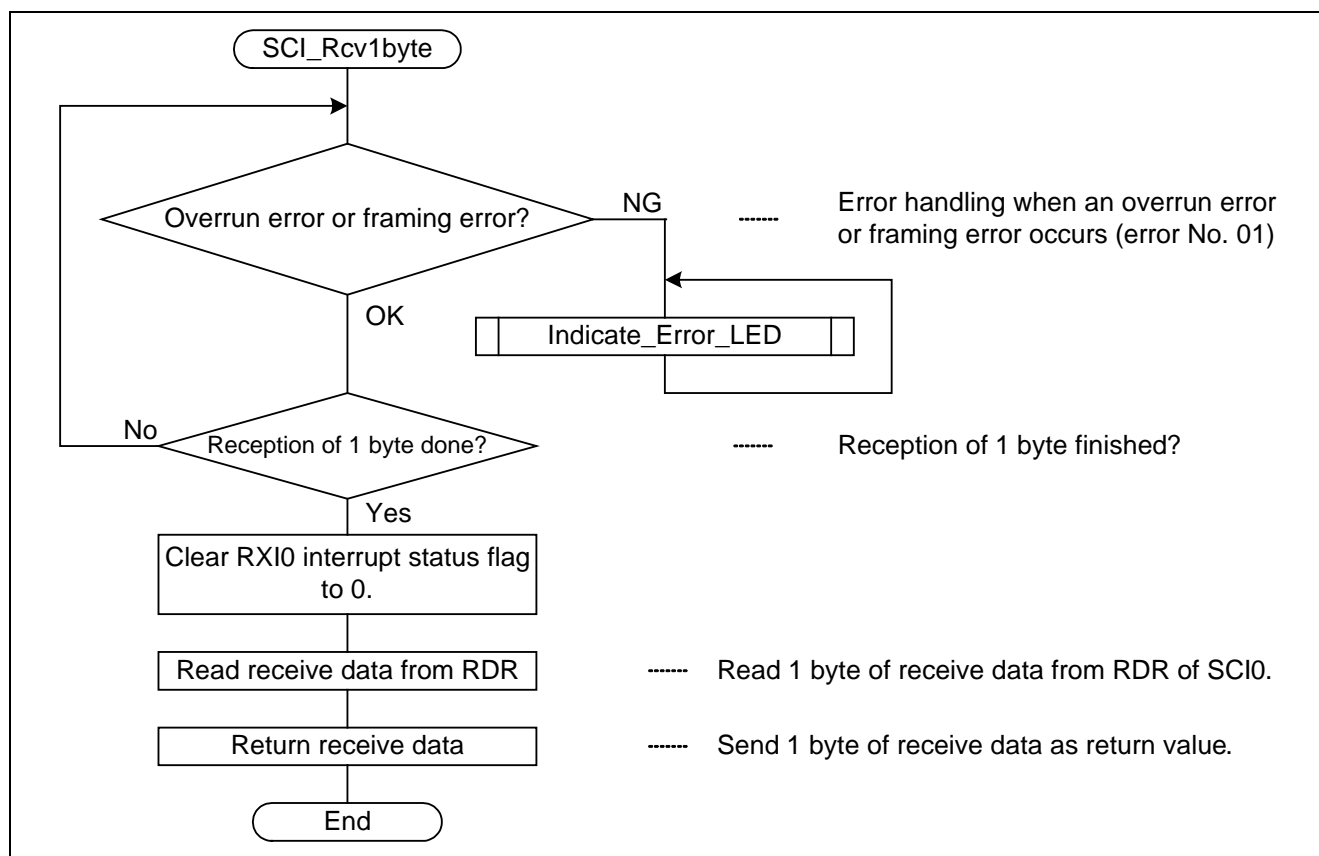 SCI_Rcv1byte
Overrun error or framing error?
NG
Error handling when an overrun error
or framing error occurs (error No. 01)
OK
Indicate_Error_LED
No
Reception of 1 byte done?
Reception of 1 byte finished?
Yes
Clear RXI0 interrupt status flag
to 0.
Read receive data from RDR
Read 1 byte of receive data from RDR of SCI0.
Return receive data
Send 1 byte of receive data as return value.
End